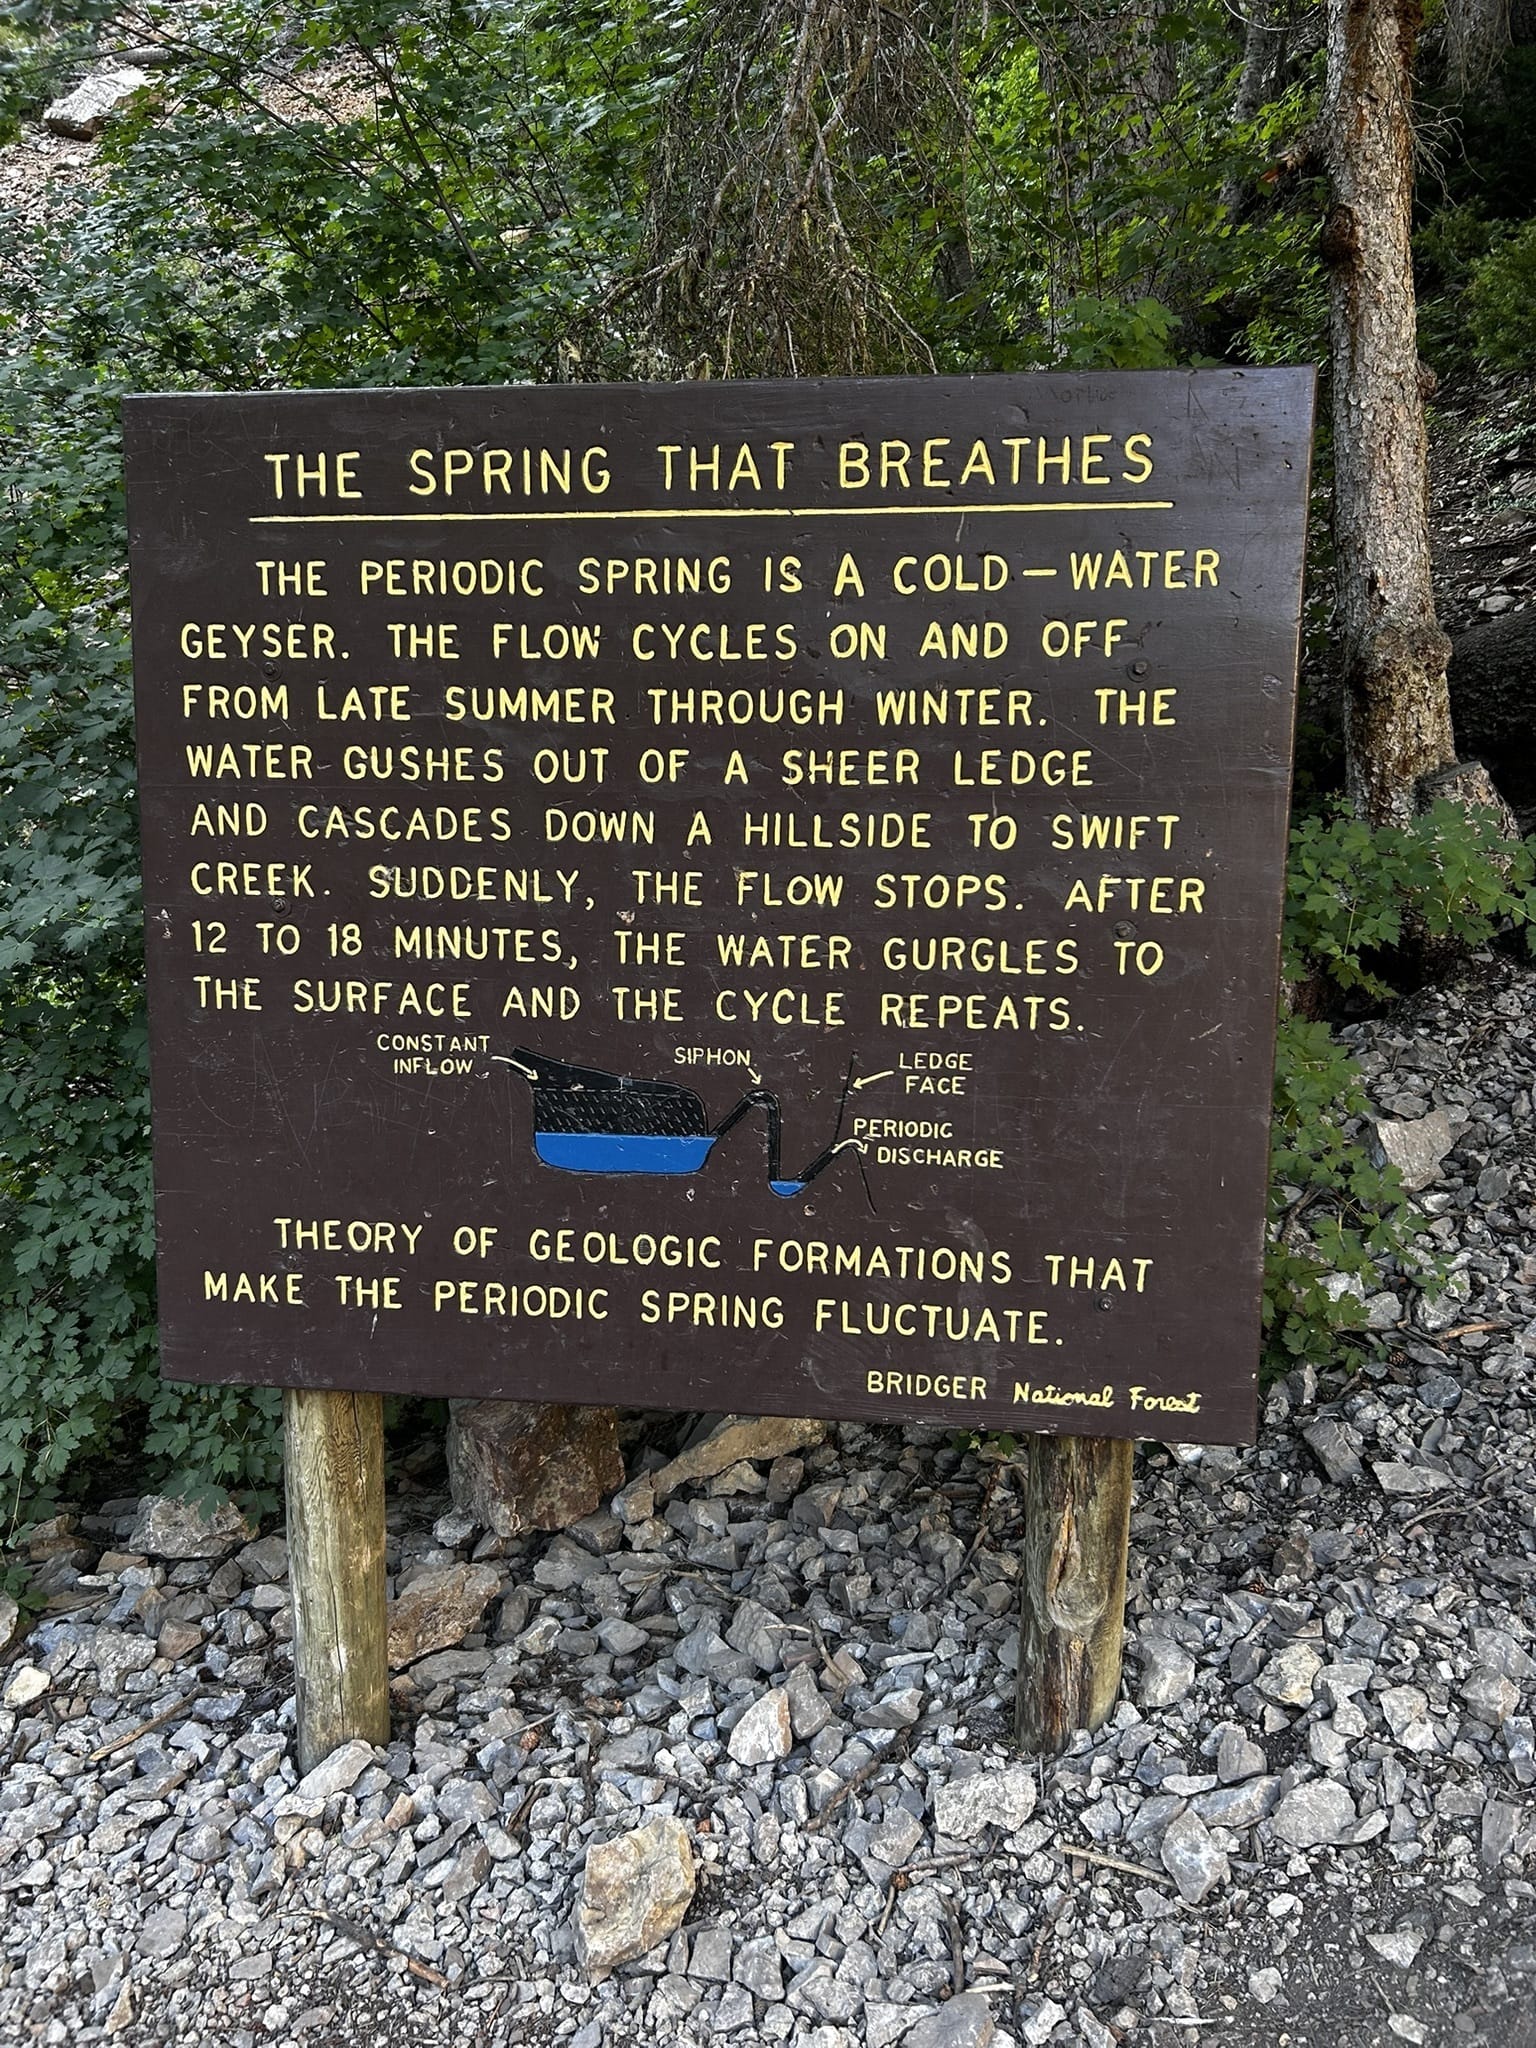 THE SPRING THAT BREATHES
THE PERIODIC SPRING IS A COLD-WATER
GEYSER. THE FLOW CYCLES ON AND OFF
FROM LATE SUMMER THROUGH WINTER. THE
WATER GUSHES OUT OF A SHEER LEDGE
AND CASCADES DOWN A HILLSIDE TO SWIFT
CREEK. SUDDENLY, THE FLOW STOPS. AFTER
12 TO 18 MINUTES, THE WATER GURGLES TO
THE SURFACE AND THE CYCLE REPEATS.
CONSTANT
INFLOW
SIPHON
LEDGE
FACE
PERIODIC
DISCHARGE
THEORY OF GEOLOGIC FORMATIONS THAT
MAKE THE PERIODIC SPRING FLUCTUATE.
BRIDGER National Forest